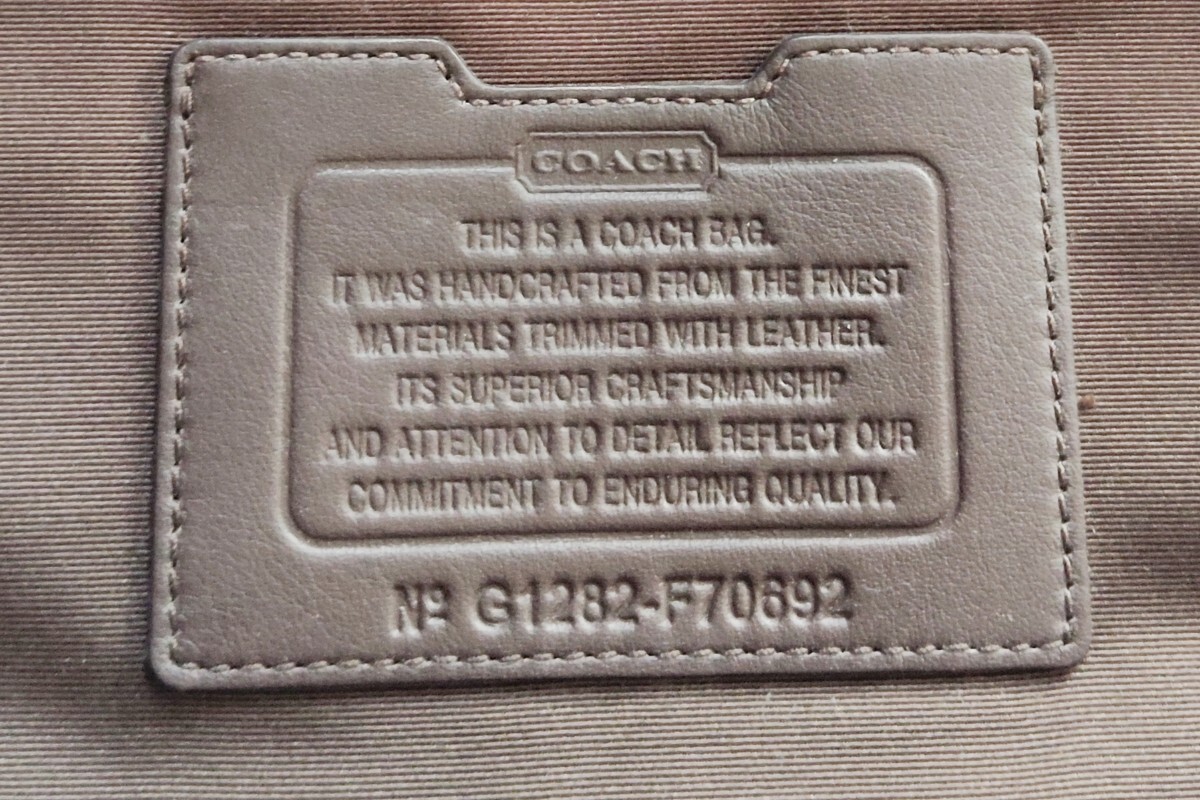 COACH
THIS IS A COACH BAG.
IT WAS HANDCRAFTED FROM THE FINEST
MATERIALS TRIMMED WITH LEATHER.
ITS SUPERIOR CRAFTSMANSHIP
AND ATTENTION TO DETAIL REFLECT OUR
COMMITMENT TO ENDURING QUALITY.
Nº G1282-F70692